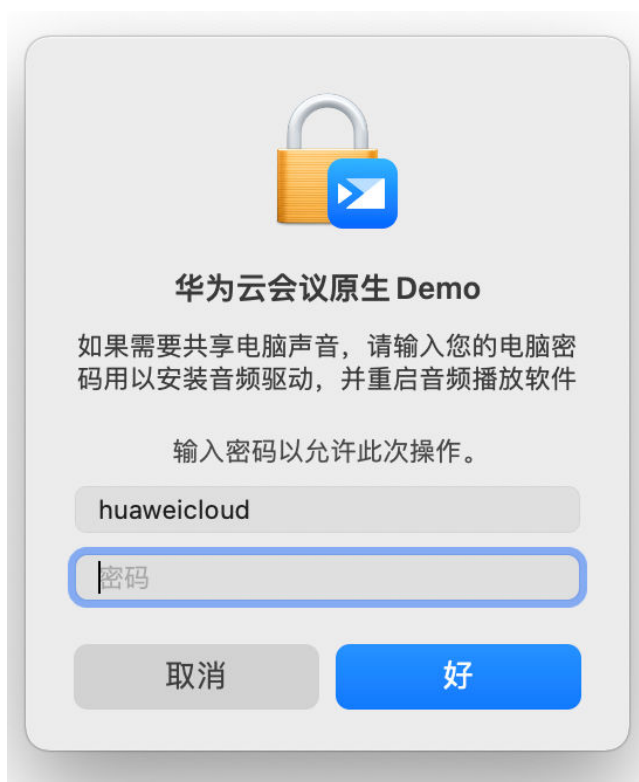 华为云会议原生 Demo
如果需要共享电脑声音，请输入您的电脑密
码用以安装音频驱动，并重启音频播放软件
输入密码以允许此次操作。
huaweicloud
密码
取消
好